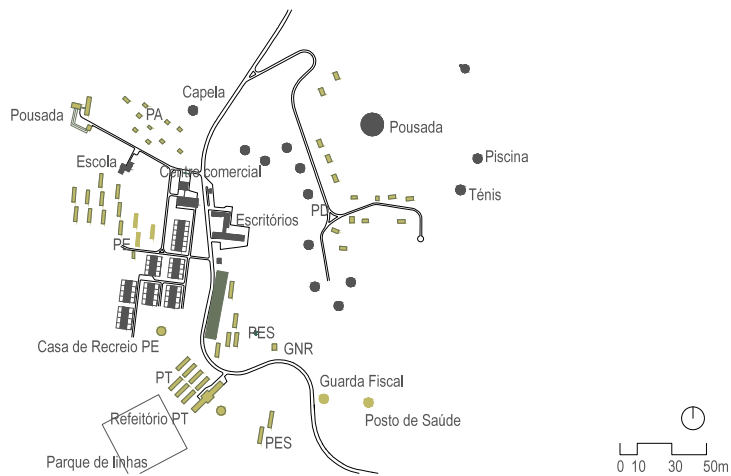 Capela
PA
Pousada
Pousada
Escola
Piscina
Centro comercial
Ténis
PD
Escritórios
PE
PES
Casa de Recreio PE
GNR
PT
Guarda Fiscal
Refeitório PT
Posto de Saúde
PES
Parque de linhas
0 10 30 50m